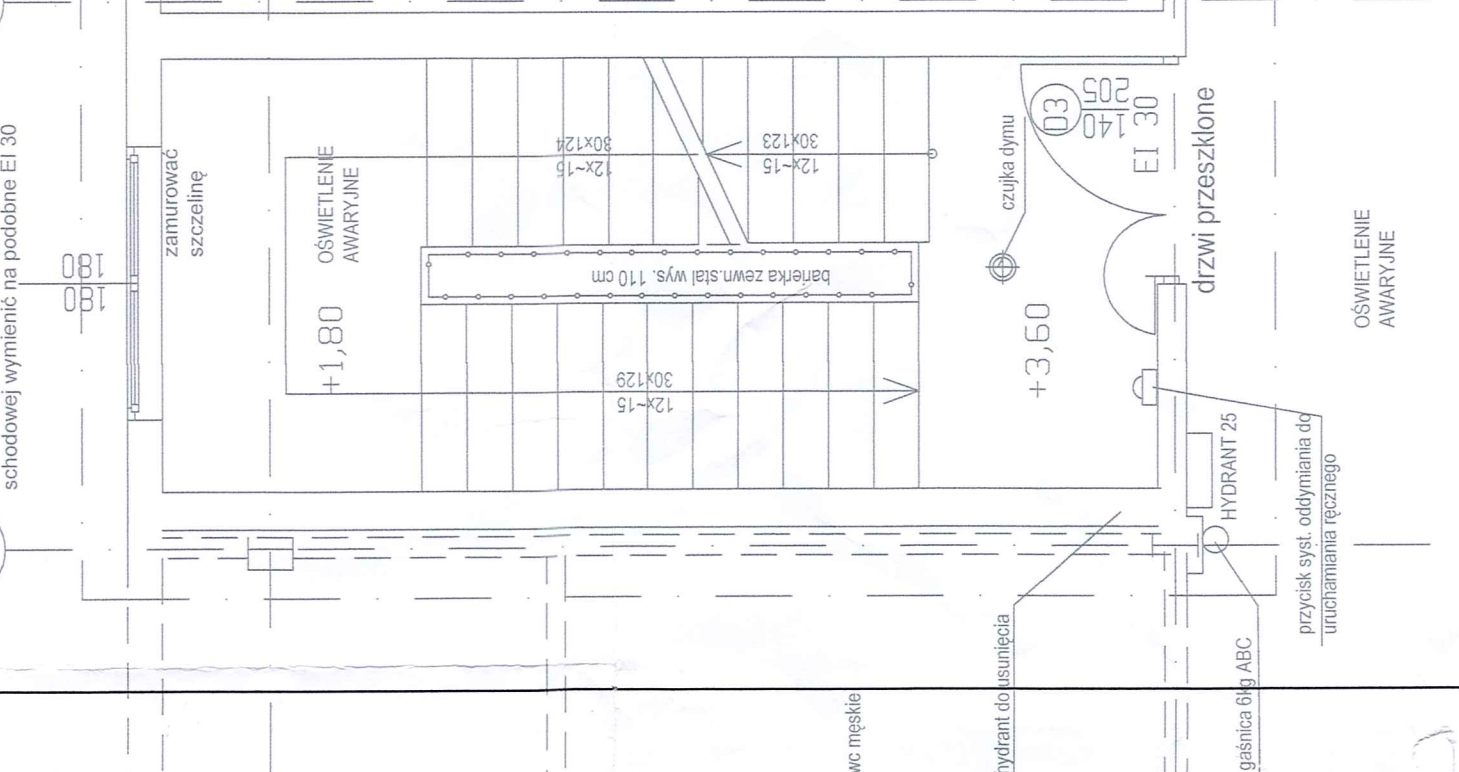 schodowej wymienić na podobne EI 30
180
180
zamurować
szczelinę
OŚWIETLENIE
AWARYJNE
+1,80
12x~15
30x124
12x~15
30x123
barierka zewn.stal wys. 110 cm
12x~15
30x129
czujka dymu
+3,60
D3
140
205
EI 30
drzwi przeszklone
OŚWIETLENIE
AWARYJNE
HYDRANT 25
przycisk syst. oddymiania do
uruchamiania ręcznego
hydrant do usunięcia
gaśnica 6kg ABC
wc męskie